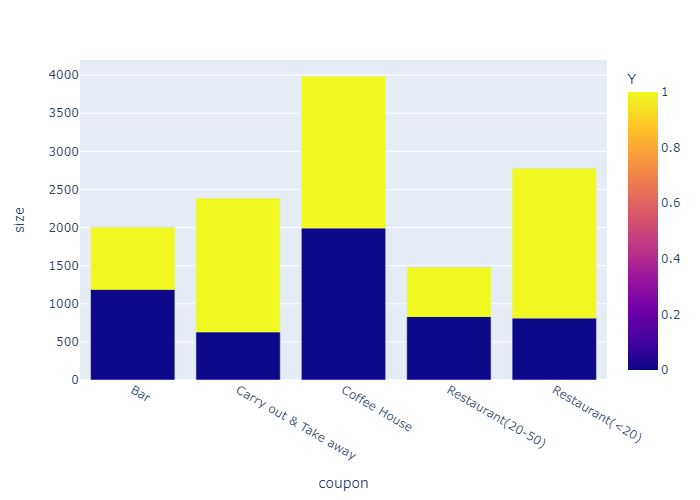 4000
3500
3000
2500
2000
1500
1000
500
0
size
Bar
Carry out & Take away
Coffee House
Restaurant(20-50)
Restaurant(<20)
coupon
Y
1
0.8
0.6
0.4
0.2
0